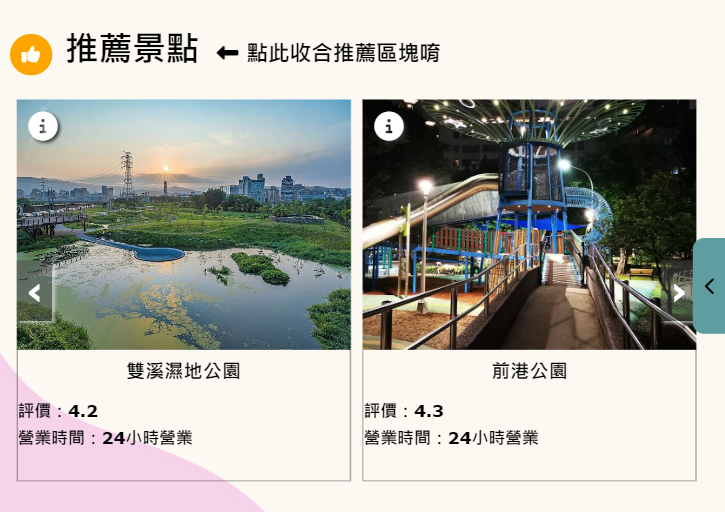 推薦景點 點此收合推薦區塊唷
雙溪濕地公園
評價：4.2
營業時間：24小時營業
前港公園
評價：4.3
營業時間：24小時營業